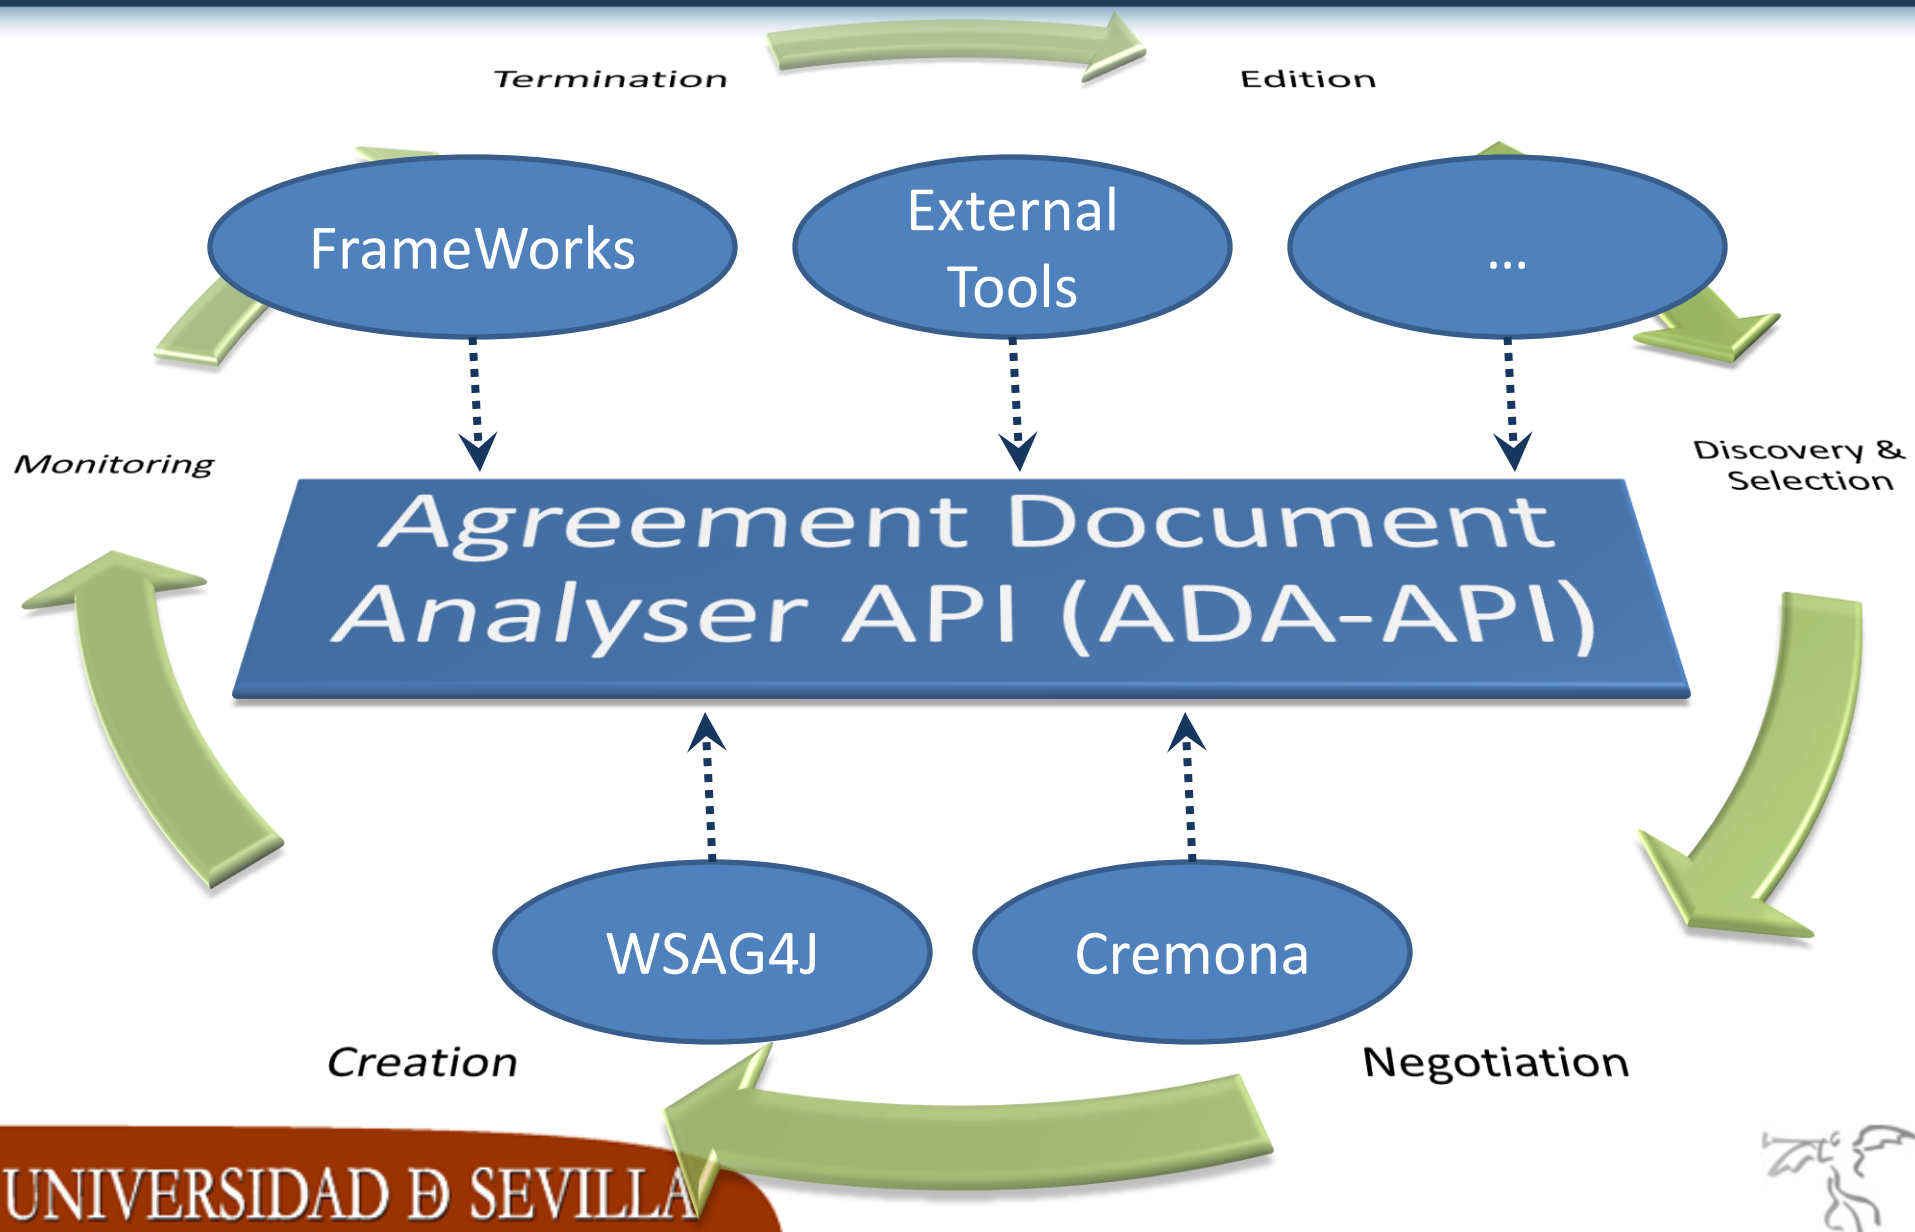 Termination
Edition
FrameWorks
External
Tools
...
Monitoring
Discovery &
Selection
Agreement Document
Analyser API (ADA-API)
WSAG4J
Cremona
Creation
Negotiation
UNIVERSIDAD Ð SEVILLA